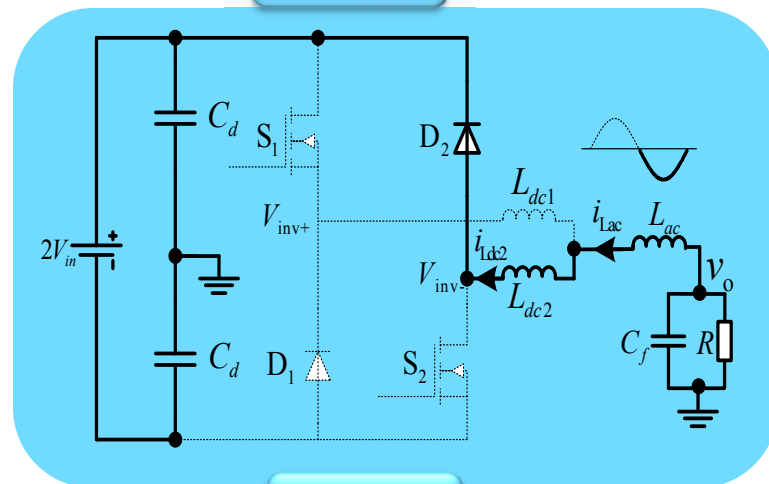 C_d
S_1
D_2
L_dc1
V_inv+
i_Ldc2
i_Lac
L_ac
2V_in
+
-
V_inv-
L_dc2
v_o
C_d
D_1
S_2
C_f
R